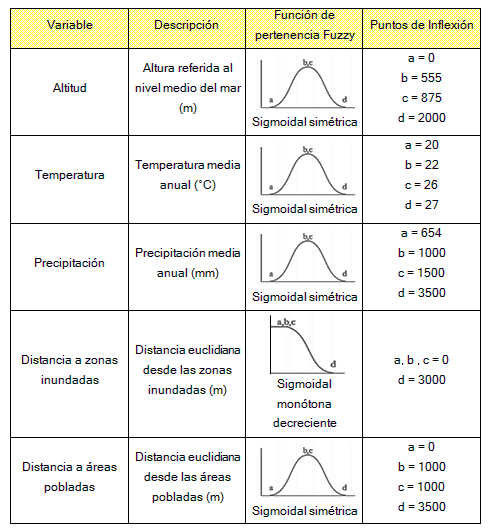 Variable
Descripción
Función de
pertenencia Fuzzy
Puntos de Inflexión
Altitud
Altura referida al
nivel medio del mar
(m)
b,c
a
d
Sigmoidal simétrica
a = 0
b = 555
c = 875
d = 2000
Temperatura
Temperatura media
anual (°C)
b,c
a
d
Sigmoidal simétrica
a = 20
b = 22
c = 26
d = 27
Precipitación
Precipitación media
anual (mm)
b,c
a
d
Sigmoidal simétrica
a = 654
b = 1000
c = 1500
d = 3500
Distancia a zonas
inundadas
Distancia euclidiana
desde las zonas
inundadas (m)
a,b,c
d
Sigmoidal
monótona
decreciente
a, b , c = 0
d = 3000
Distancia a áreas
pobladas
Distancia euclidiana
desde las áreas
pobladas (m)
b,c
a
d
Sigmoidal simétrica
a = 0
b = 1000
c = 1000
d = 3500